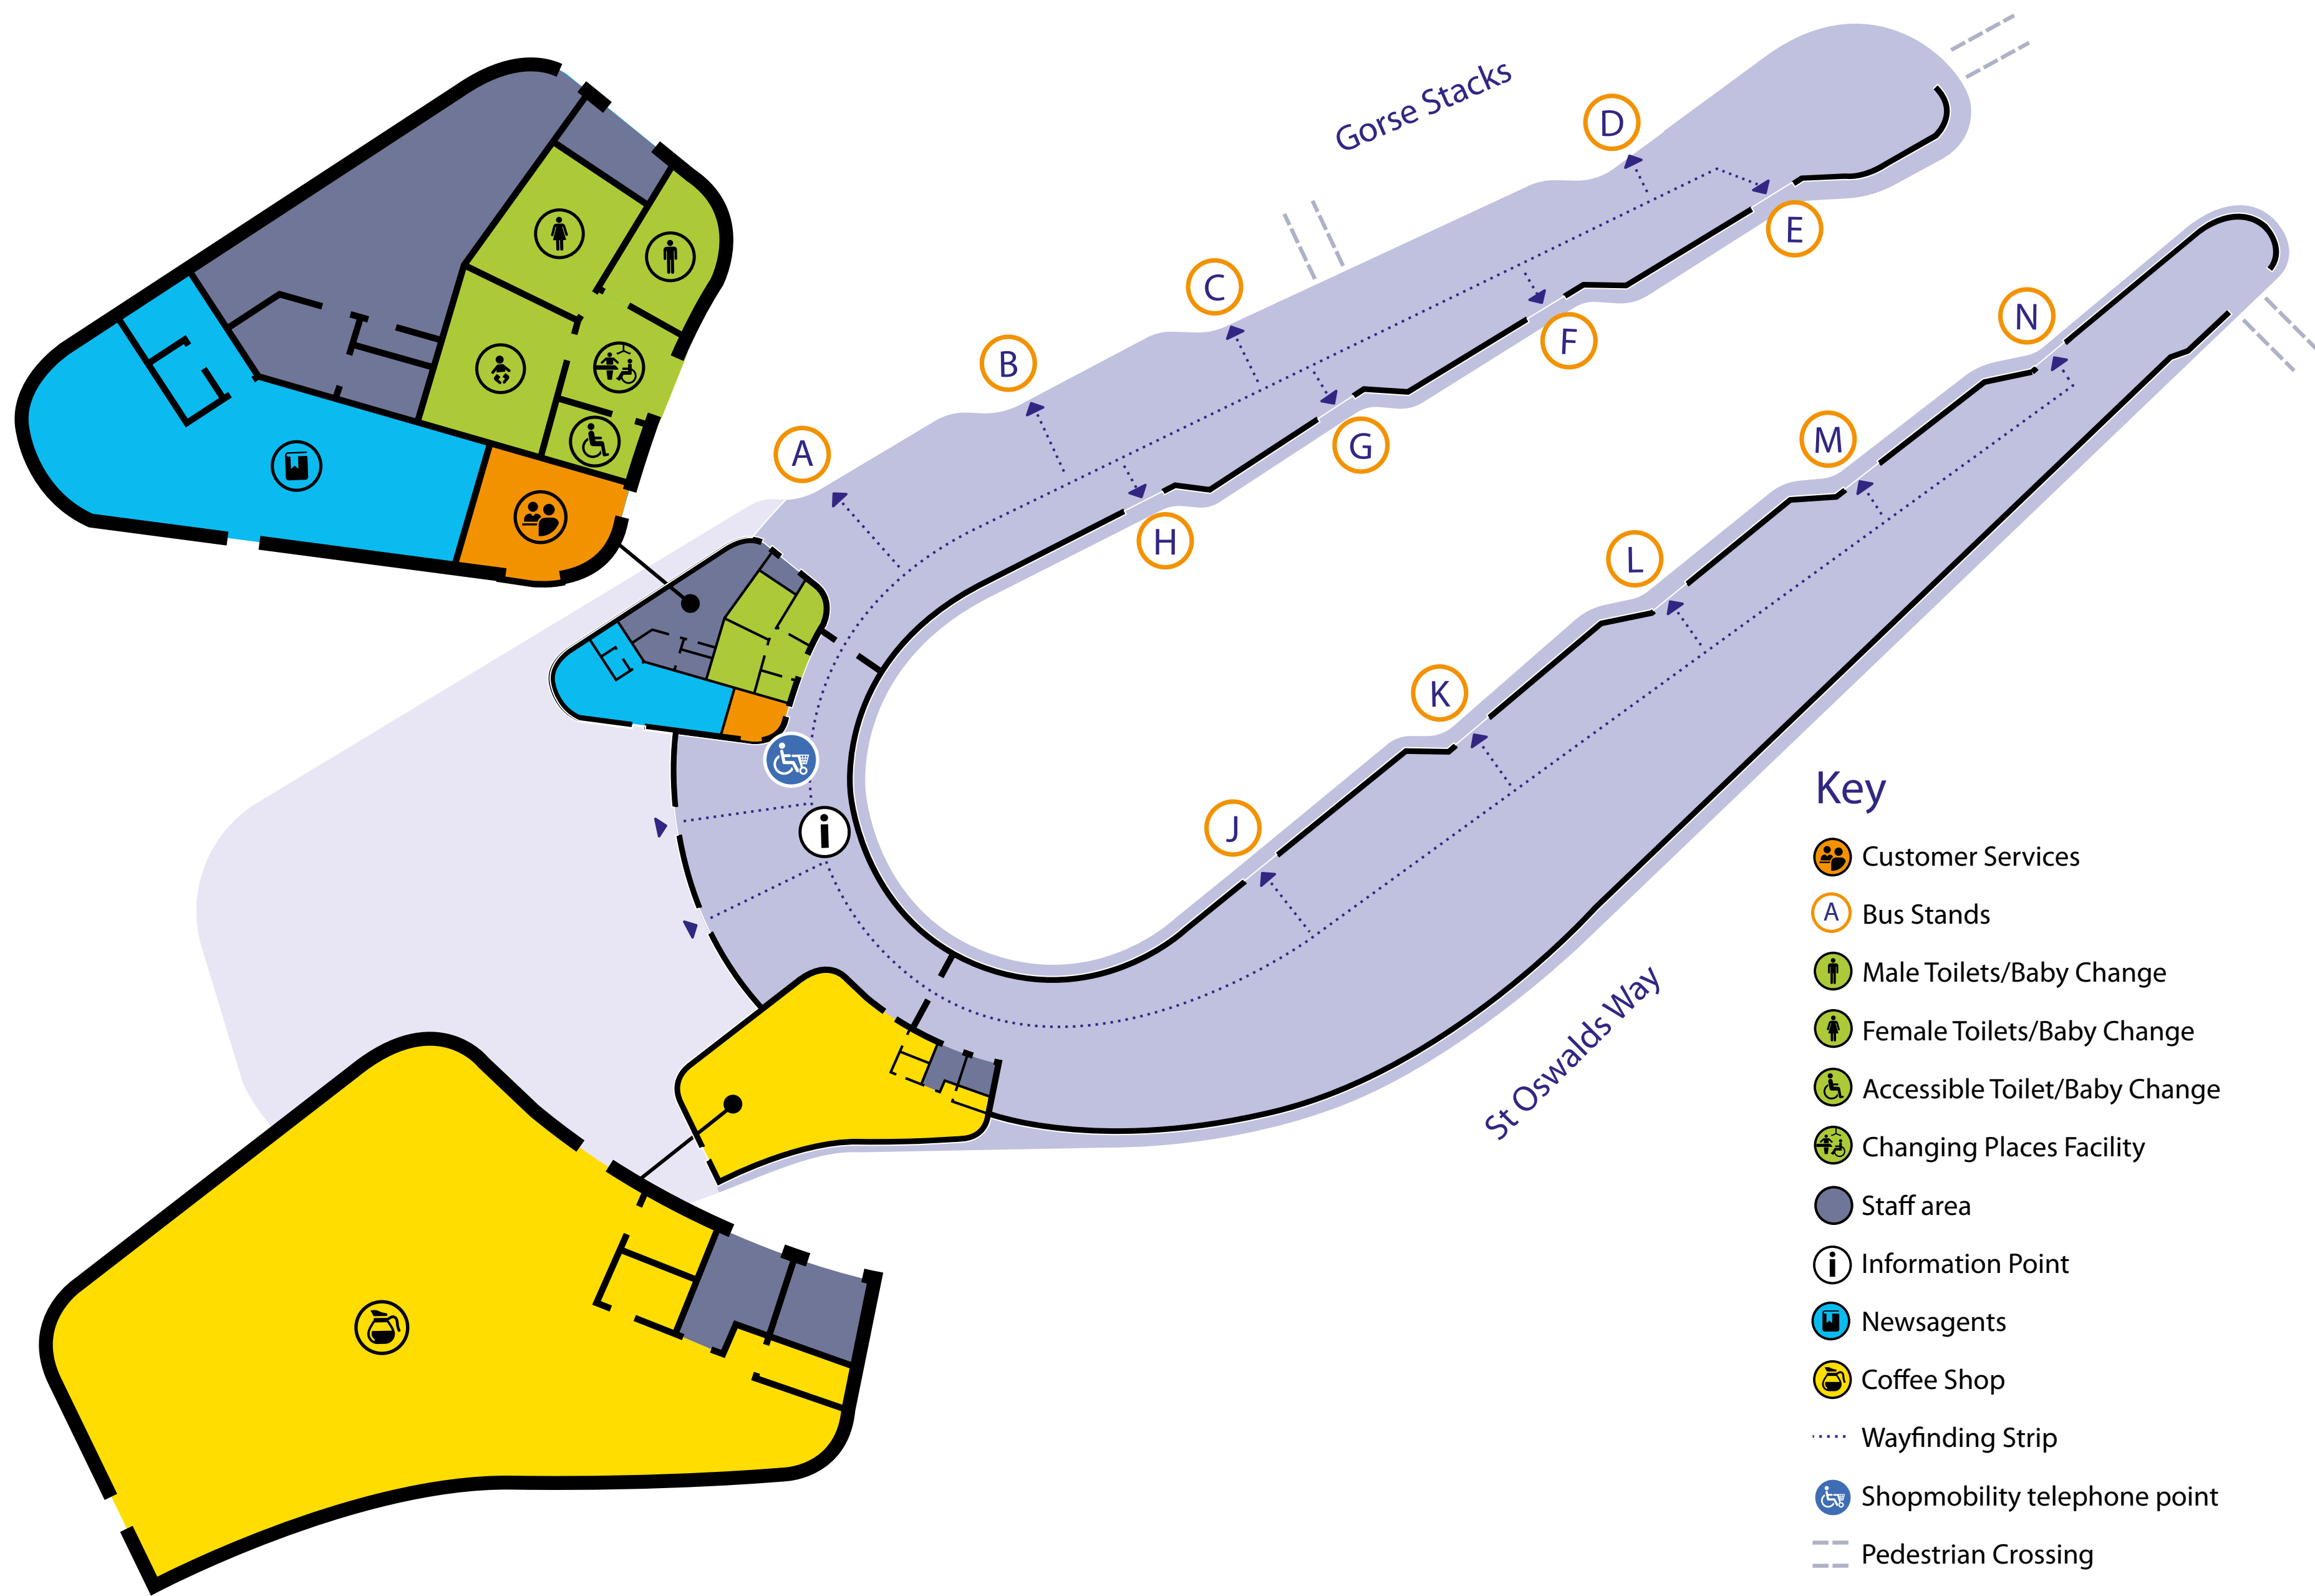 Gorse Stacks
A
B
C
D
E
F
G
H
J
K
L
M
N
i
St Oswalds Way
Key
Customer Services
A Bus Stands
Male Toilets/Baby Change
Female Toilets/Baby Change
Accessible Toilet/Baby Change
Changing Places Facility
Staff area
i Information Point
Newsagents
Coffee Shop
Wayfinding Strip
Shopmobility telephone point
Pedestrian Crossing